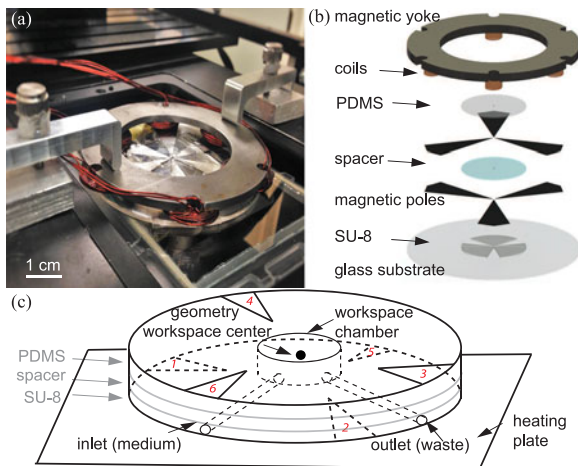 (a)
1 cm
(b)
magnetic yoke
coils
PDMS
spacer
magnetic poles
SU-8
glass substrate
(c)
geometry
workspace center
workspace
chamber
PDMS
spacer
SU-8
1
2
3
4
5
6
inlet (medium)
outlet (waste)
heating
plate